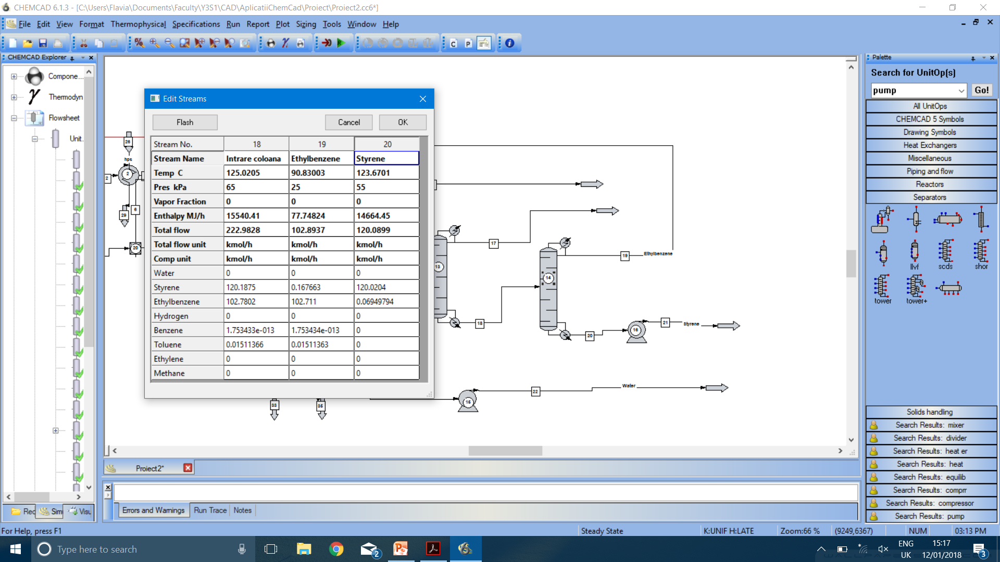 CHEMCAD 6.1.3 - [C:\Users\Flavia\Documents\Faculty\Y3S1\CAD\AplicatiiChemCad\Proiect\Proiect2.cc6*]
File Edit View Format Thermophysical Specifications Run Report Plot Sizing Tools Window Help
C P
CHEMCAD Explorer
Compone...
Thermodyn
Flowsheet
Unit.
Rec Sim Visu
Edit Streams
Flash Cancel OK
Stream No. 18 19 20
Stream Name Intrare coloana Ethylbenzene Styrene
Temp C 125.0205 90.83003 123.6701
Pres kPa 65 25 55
Vapor Fraction 0 0 0
Enthalpy MJ/h 15540.41 77.74824 14664.45
Total flow 222.9828 102.8937 120.0899
Total flow unit kmol/h kmol/h kmol/h
Comp unit kmol/h kmol/h kmol/h
Water 0 0 0
Styrene 120.1875 0.167663 120.0204
Ethylbenzene 102.7802 102.711 0.06949794
Hydrogen 0 0 0
Benzene 1.753433e-013 1.753434e-013 0
Toluene 0.01511366 0.01511363 0
Ethylene 0 0 0
Methane 0 0 0
hps
2
2
6
20
13
17
18
14
19
Ethylbenzene
20
16
21
Styrene
15
22
Water
33
35
Palette
Search for UnitOp(s)
pump Go!
All UnitOps
CHEMCAD 5 Symbols
Drawing Symbols
Heat Exchangers
Miscellaneous
Piping and flow
Reactors
Separators
llvf scds shor
tower tower+
Solids handling
Search Results: mixer
Search Results: divider
Search Results: heat er
Search Results: heat
Search Results: equilib
Search Results: comprr
Search Results: compressor
Search Results: pump
Proiect2*
Errors and Warnings Run Trace Notes
For Help, press F1
Steady State K:UNIF H:LATE Zoom:66 % (9249,6367) NUM 03:13 PM
Type here to search
2
ENG
UK
15:17
12/01/2018
3